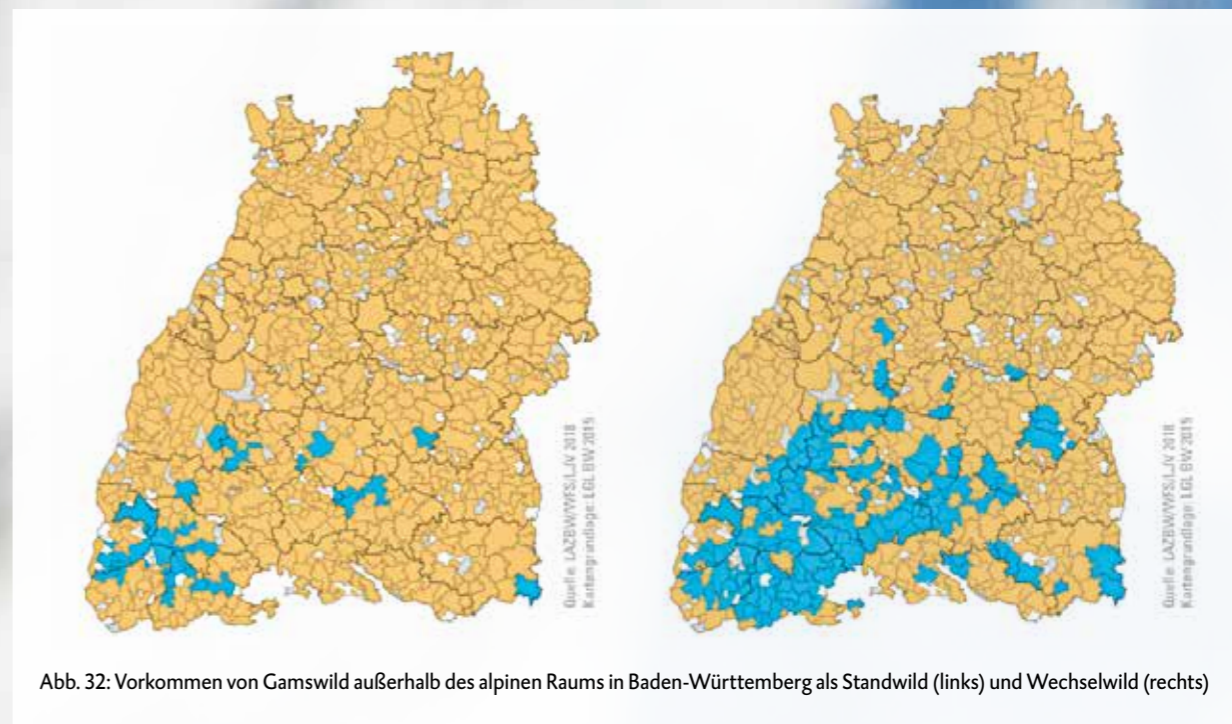 Quelle: LAZBW/WFS/LJV 2018
Kartengrundlage: LGL BW 2015
Quelle: LAZBW/WFS/LJV 2018
Kartengrundlage: LGL BW 2015
Abb. 32: Vorkommen von Gamswild außerhalb des alpinen Raums in Baden-Württemberg als Standwild (links) und Wechselwild (rechts)